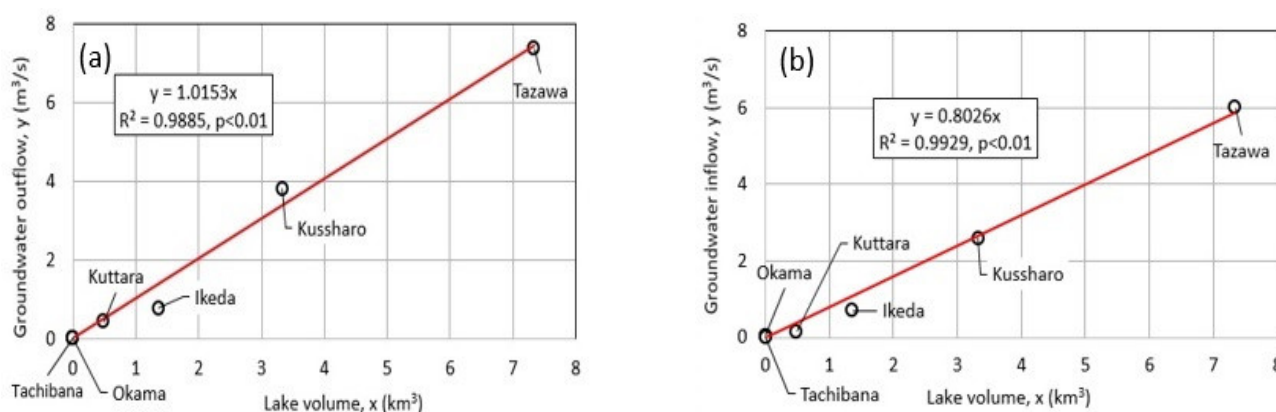 (a)
Groundwater outflow, y (m³/s)
8
6
4
2
0
y = 1.0153x
R² = 0.9885, p<0.01
Tazawa
Kussharo
Kuttara
Ikeda
Tachibana
Okama
0 1 2 3 4 5 6 7 8
Lake volume, x (km³)
(b)
Groundwater inflow, y (m³/s)
8
6
4
2
0
y = 0.8026x
R² = 0.9929, p<0.01
Tazawa
Kuttara
Okama
Kussharo
Ikeda
Tachibana
0 1 2 3 4 5 6 7 8
Lake volume, x (km³)